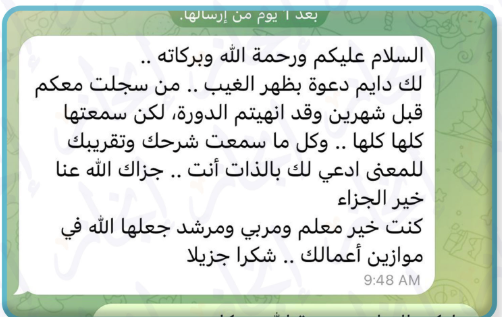 بعد 1 يوم من إرسالها.
السلام عليكم ورحمة الله وبركاته ..
لك دايم دعوة بظهر الغيب .. من سجلت معكم
قبل شهرين وقد انهيتم الدورة، لكن سمعتها
كلها كلها .. وكل ما سمعت شرحك وتقريبك
للمعنى ادعي لك بالذات أنت .. جزاك الله عنا
خير الجزاء
كنت خير معلم ومربي ومرشد جعلها الله في
موازين أعمالك .. شكرا جزيلا
9:48 AM